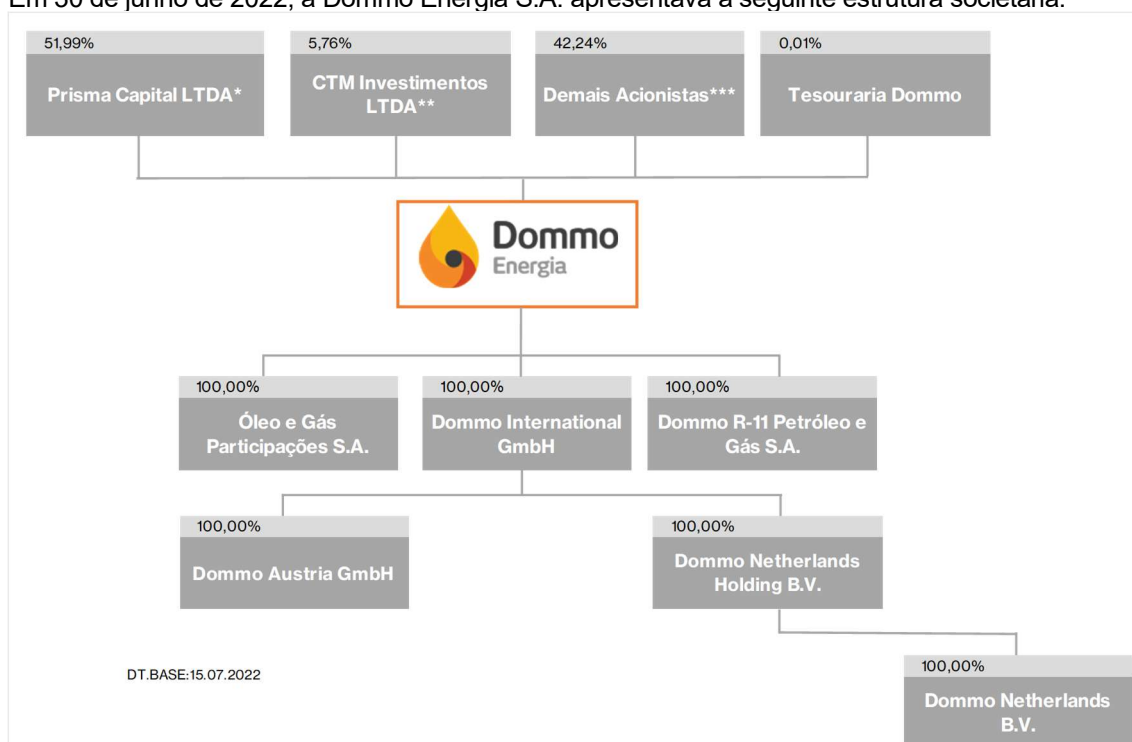 Em 30 de junho de 2022, a Dommo Energia S.A. apresentava a seguinte estrutura societária:
51,99%
Prisma Capital LTDA*
5,76%
CTM Investimentos
LTDA**
42,24%
Demais Acionistas***
0,01%
Tesouraria Dommo
Dommo
Energia
100,00%
Óleo e Gás
Participações S.A.
100,00%
Dommo International
GmbH
100,00%
Dommo R-11 Petróleo e
Gás S.A.
100,00%
Dommo Austria GmbH
100,00%
Dommo Netherlands
Holding B.V.
DT.BASE:15.07.2022
100,00%
Dommo Netherlands
B.V.